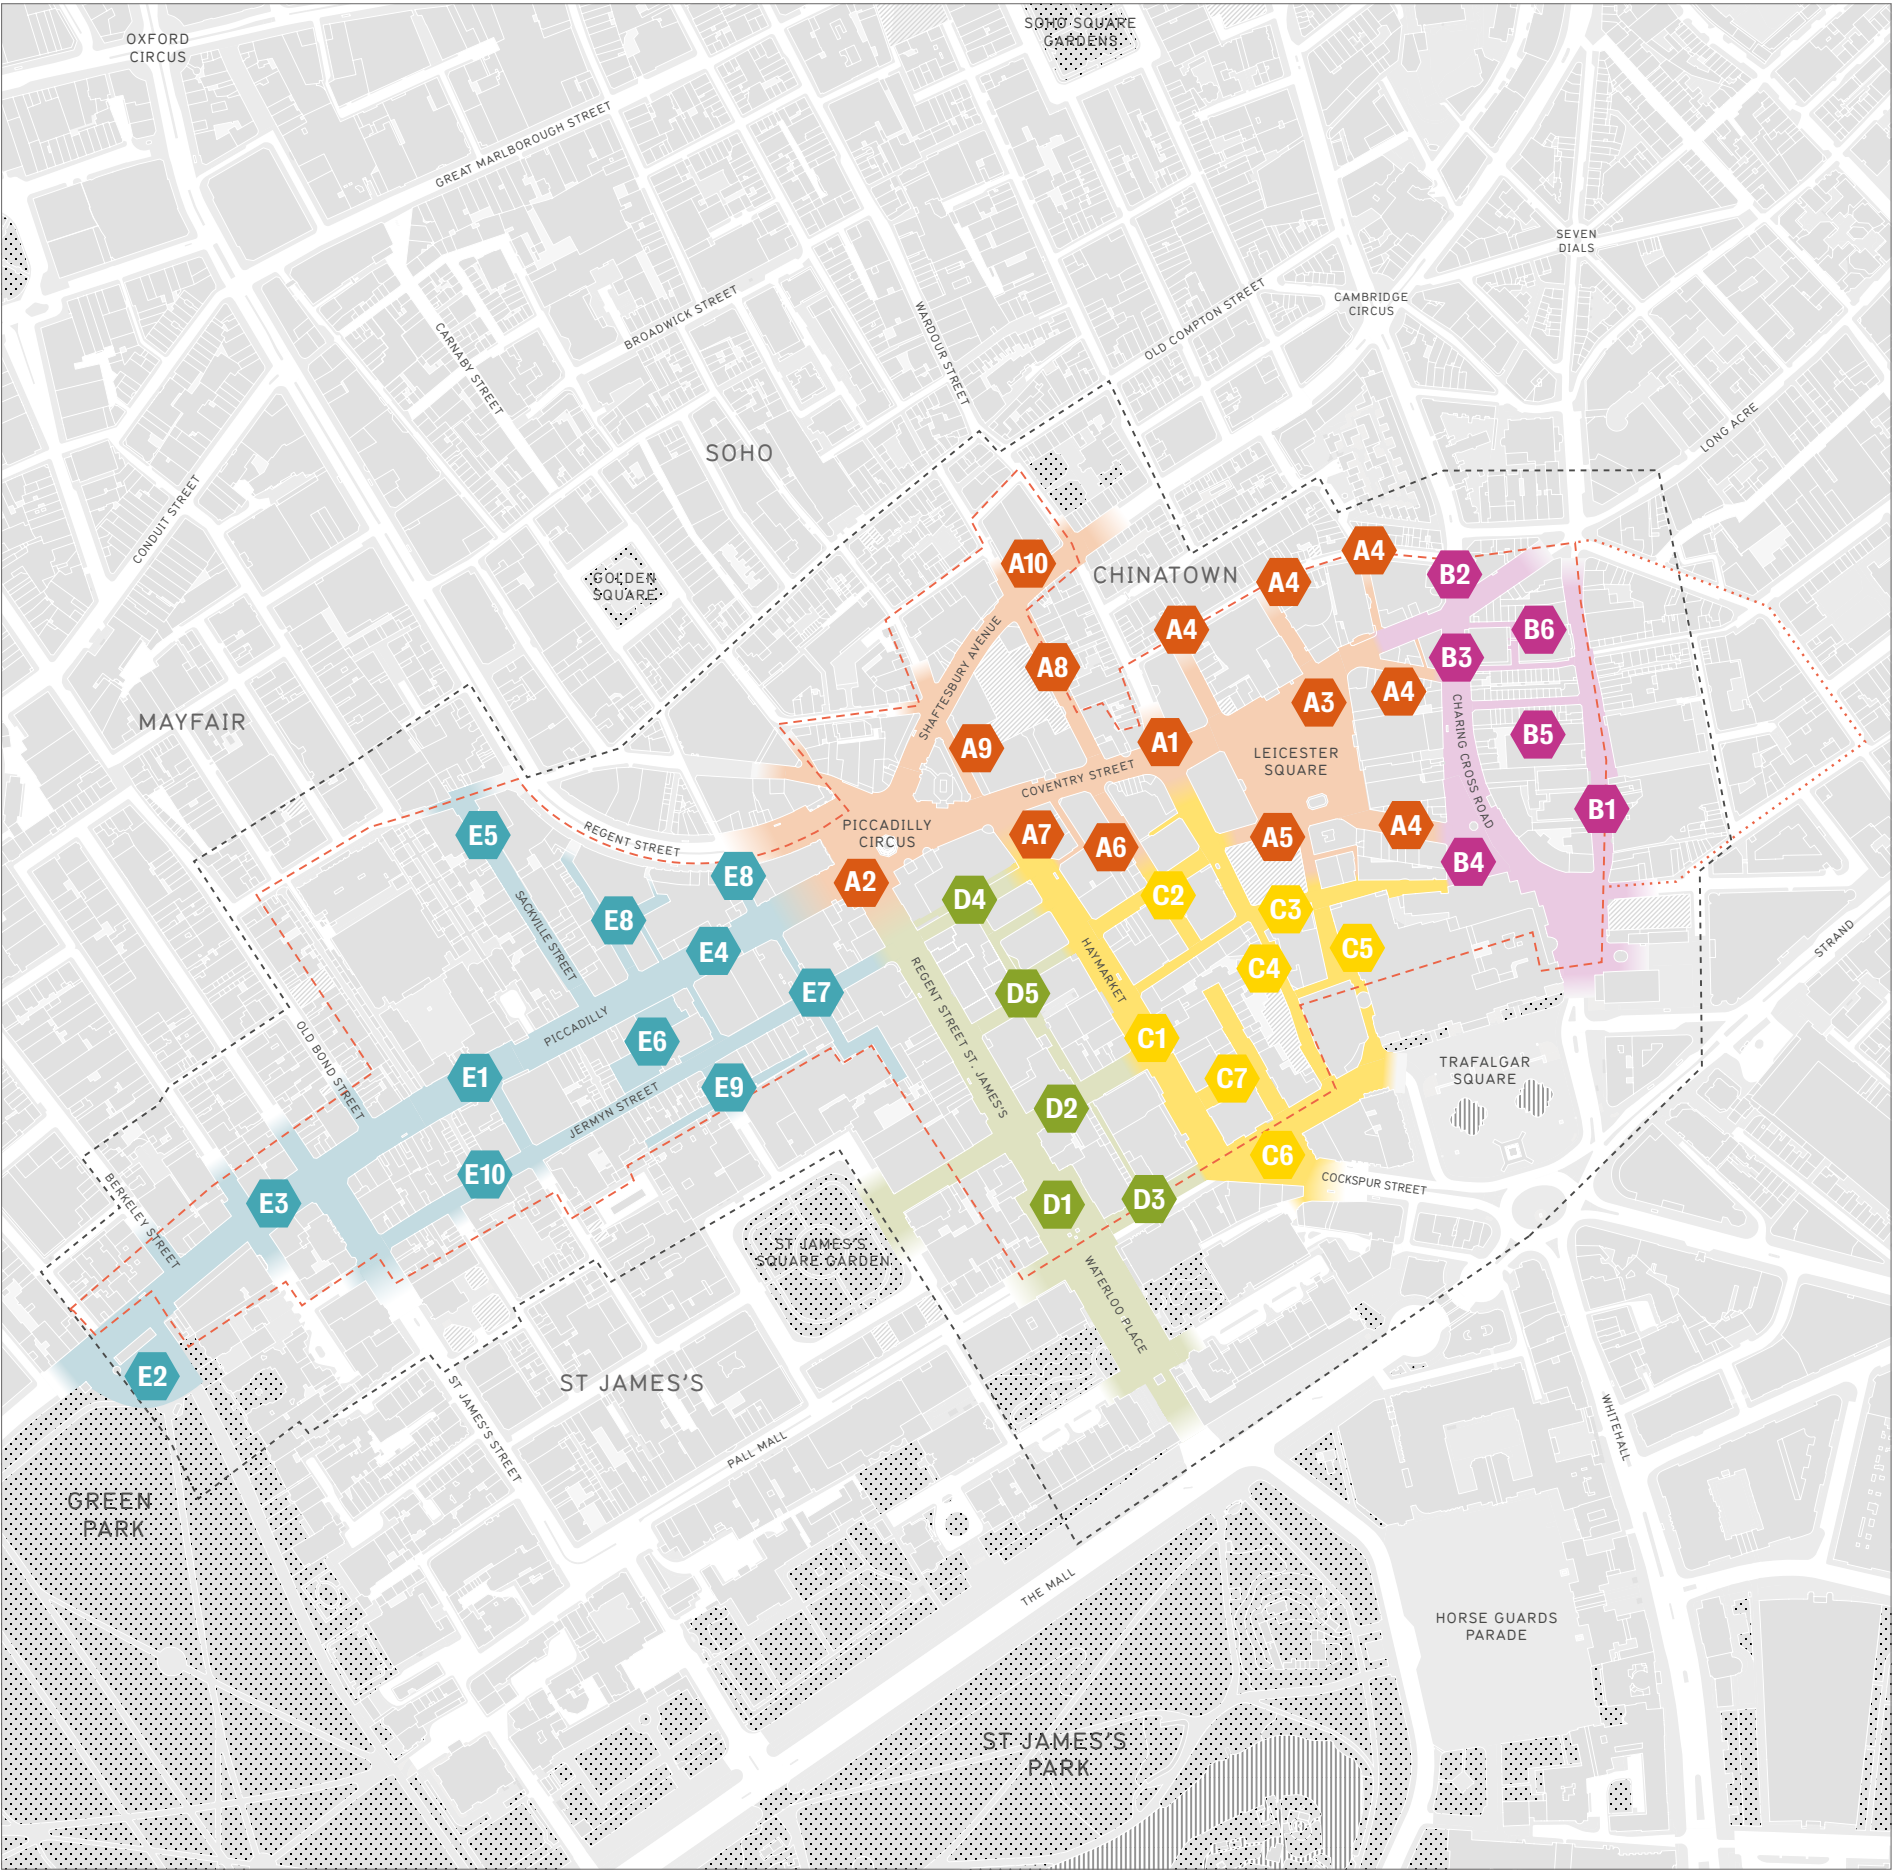 SOHO SQUARE
GARDENS
OXFORD
CIRCUS
GREAT MARLBOROUGH STREET
SEVEN
DIALS
CAMBRIDGE
CIRCUS
OLD COMPTON STREET
WARDOUR STREET
BROADWICK STREET
CARNABY STREET
LONG ACRE
SOHO
CONDUIT STREET
GOLDEN
SQUARE
CHINATOWN
A10
A4
A4
B2
A4
B6
B3
A8
SHAFTESBURY AVENUE
A3
A4
MAYFAIR
A9
A1
B5
LEICESTER
SQUARE
CHARING CROSS ROAD
COVENTRY STREET
B1
E5
REGENT STREET
PICCADILLY
CIRCUS
A7
A6
A5
A4
B4
E8
A2
D4
C2
C3
E8
SACKVILLE STREET
E4
C5
STRAND
HAYMARKET
C4
E7
D5
REGENT STREET ST. JAMES'S
PICCADILLY
E6
C1
OLD BOND STREET
E1
E9
C7
TRAFALGAR
SQUARE
JERMYN STREET
D2
E10
C6
COCKSPUR STREET
E3
BERKELEY STREET
D1
D3
ST JAMES'S
SQUARE GARDEN
WATERLOO PLACE
E2
ST JAMES'S
ST JAMES'S STREET
PALL MALL
WHITEHALL
GREEN
PARK
THE MALL
HORSE GUARDS
PARADE
ST JAMES'S
PARK